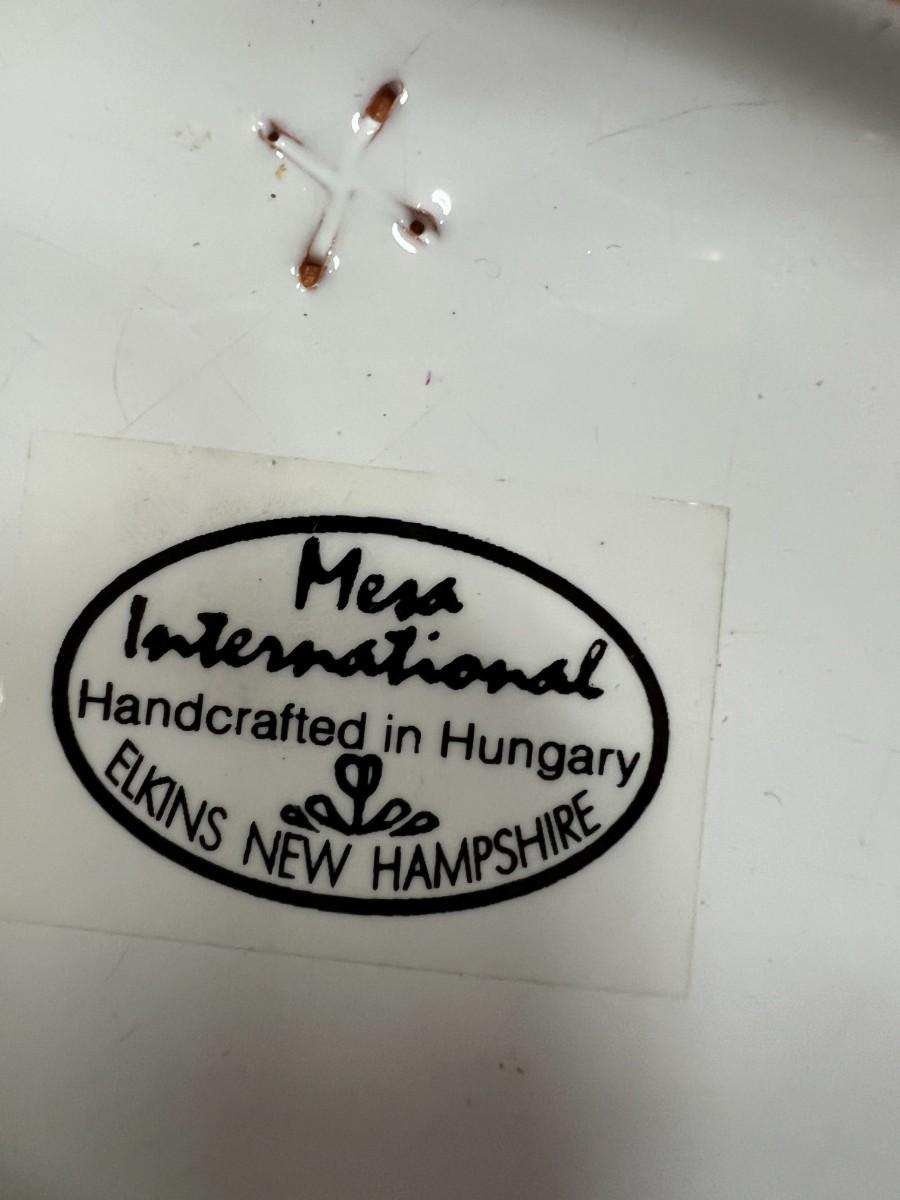 Mesa
International
Handcrafted in Hungary
ELKINS NEW HAMPSHIRE